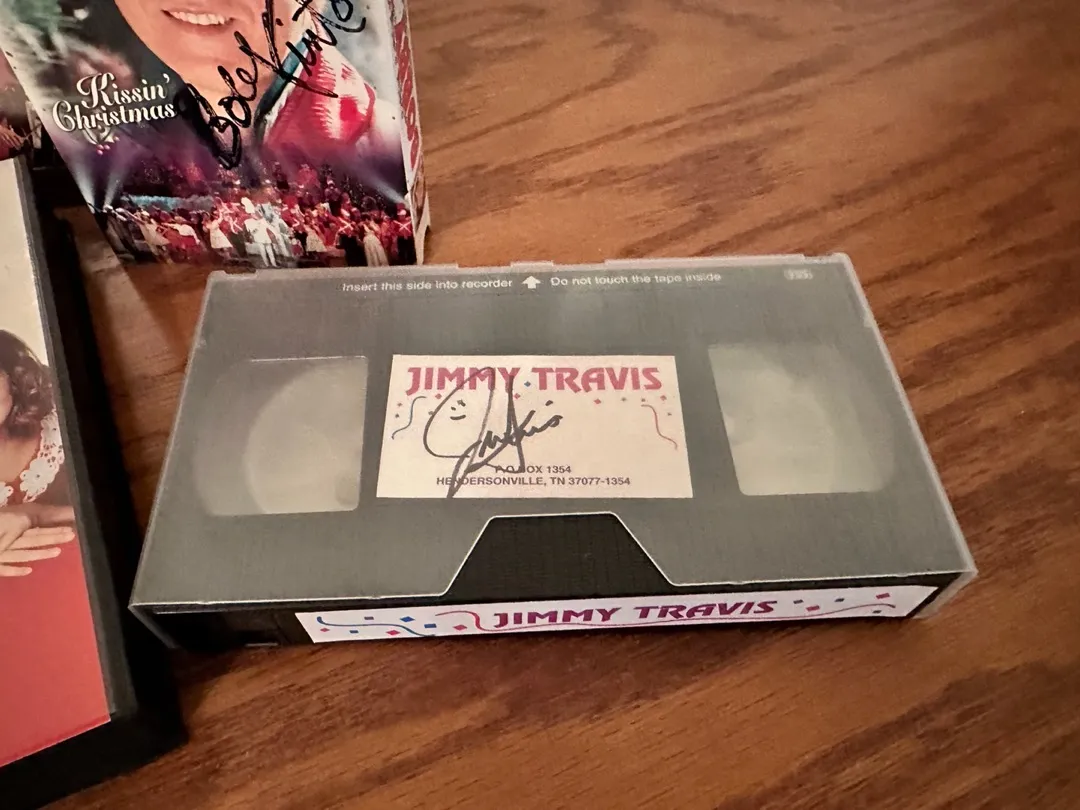 Kissin'
Christmas
Insert this side into recorder Do not touch the tape inside
VHS
JIMMY TRAVIS
P.O. BOX 1354
HENDERSONVILLE, TN 37077-1354
JIMMY TRAVIS